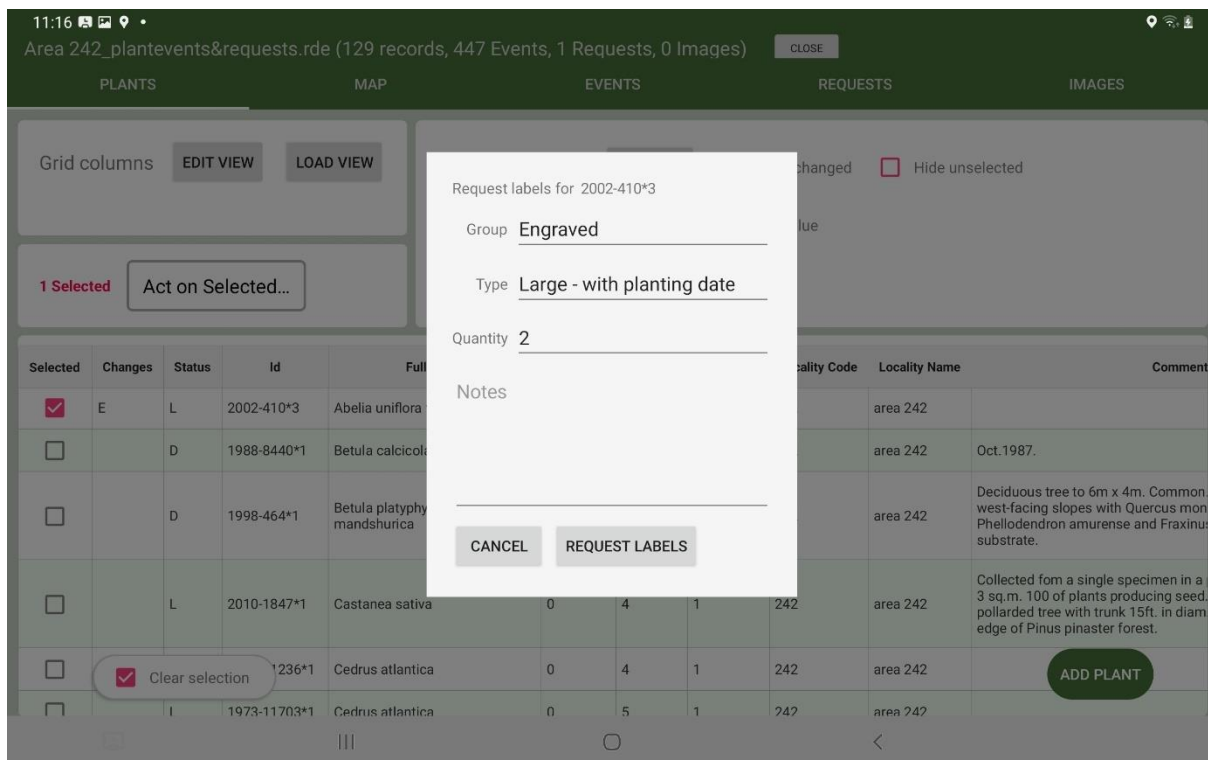 11:16
Area 242_plantevents&requests.rde (129 records, 447 Events, 1 Requests, 0 Images) CLOSE
PLANTS MAP EVENTS REQUESTS IMAGES
Grid columns EDIT VIEW LOAD VIEW
changed Hide unselected
1 Selected Act on Selected...
Request labels for 2002-410*3
Group Engraved
Type Large - with planting date
Quantity 2
Notes
CANCEL REQUEST LABELS
Selected Changes Status Id Full Locality Name Comment
E L 2002-410*3 Abelia uniflora area 242
D 1988-8440*1 Betula area 242 Oct.1987.
D 1998-464*1 Betula area 242
mandshurica
Deciduous tree to 6m x 4m. Common.
west-facing slopes with Quercus mon
Phellodendron amurense and Fraxinus
substrate.
L 2010-1847*1 Castanea sativa 0 4 1 242 area 242
Collected fom a single specimen in a
3 sq.m. 100 of plants producing seed.
pollarded tree with trunk 15ft. in diam
edge of Pinus pinaster forest.
Clear selection 1236*1 Cedrus atlantica 0 4 1 242 area 242 ADD PLANT
L 1973-11703*1 Cedrus atlantica 0 5 1 242 area 242